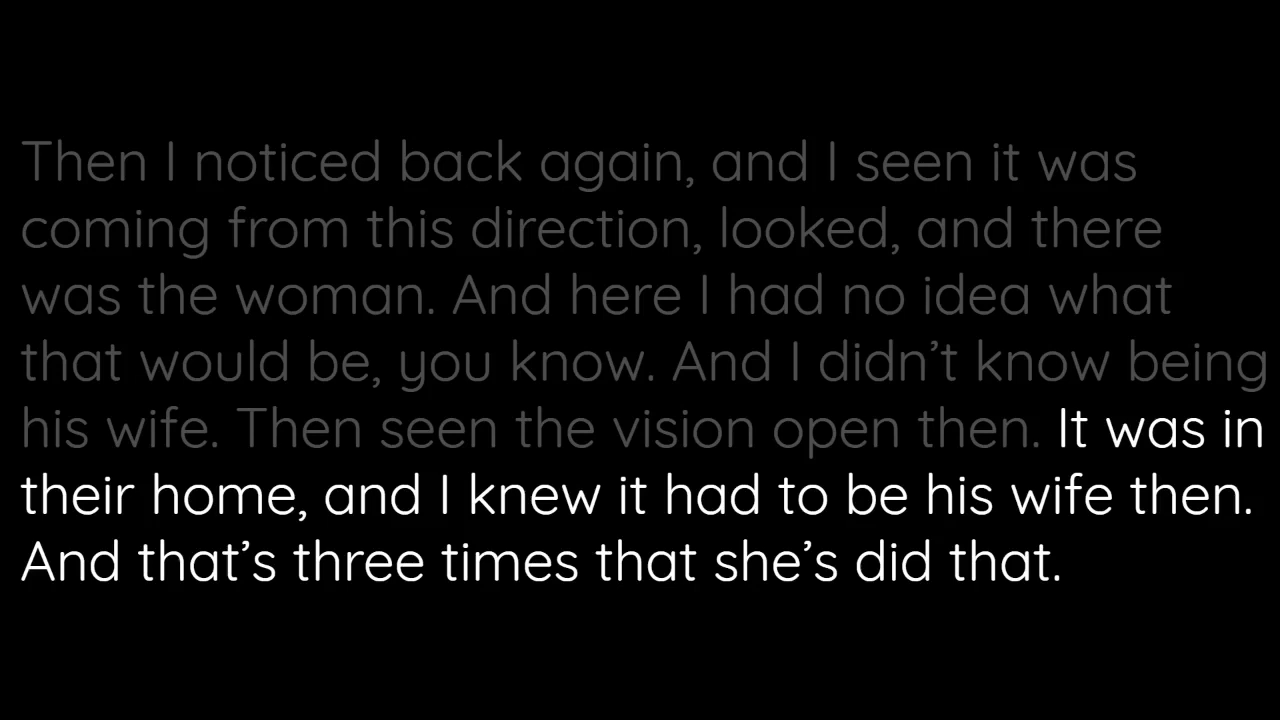 Then I noticed back again, and I seen it was
coming from this direction, looked, and there
was the woman. And here I had no idea what
that would be, you know. And I didn’t know being
his wife. Then seen the vision open then. It was in
their home, and I knew it had to be his wife then.
And that’s three times that she’s did that.